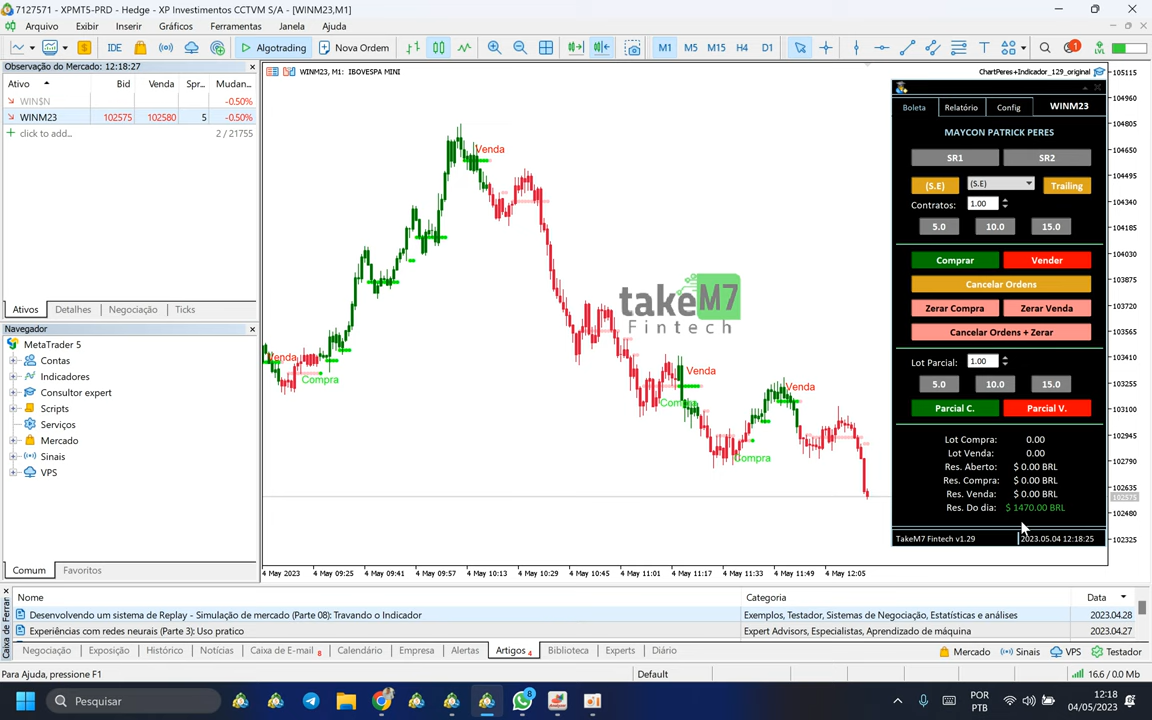 7127571 - XPMT5-PRD - Hedge - XP Investimentos CCTVM S/A - [WINM23,M1]
Arquivo Exibir Inserir Gráficos Ferramentas Janela Ajuda
IDE Algotrading Nova Ordem M1 M5 M15 H4 D1 1 LVL
Observação do Mercado: 12:18:27
Ativo Bid Venda Spr... Mudan...
WIN$N -0.50%
WINM23 102575 102580 5 -0.50%
click to add... 2 / 21755
Ativos Detalhes Negociação Ticks
Navegador
MetaTrader 5
Contas
Indicadores
Consultor expert
Scripts
Serviços
Mercado
Sinais
VPS
Comum Favoritos
WINM23, M1: IBOVESPA MINI
ChartPeres+Indicador_129_original
Venda
Venda
Compra
Venda
Compra
Venda
Compra
takeM7
Fintech
105115
104960
104805
104650
104495
104340
104185
104030
103875
103720
103565
103410
103255
103100
102945
102790
102635
102575
102480
102325
4 May 2023 4 May 09:25 4 May 09:41 4 May 09:57 4 May 10:13 4 May 10:29 4 May 10:45 4 May 11:01 4 May 11:17 4 May 11:33 4 May 11:49 4 May 12:05
Boleta Relatório Config WINM23
MAYCON PATRICK PERES
SR1 SR2
(S.E) (S.E) Trailing
Contratos: 1.00
5.0 10.0 15.0
Comprar Vender
Cancelar Ordens
Zerar Compra Zerar Venda
Cancelar Ordens + Zerar
Lot Parcial: 1.00
5.0 10.0 15.0
Parcial C. Parcial V.
Lot Compra: 0.00
Lot Venda: 0.00
Res. Aberto: $ 0.00 BRL
Res. Compra: $ 0.00 BRL
Res. Venda: $ 0.00 BRL
Res. Do dia: $ 1470.00 BRL
TakeM7 Fintech v1.29 2023.05.04 12:18:25
Caixa de Ferrar
Nome Categoria Data
Desenvolvendo um sistema de Replay - Simulação de mercado (Parte 08): Travando o Indicador Exemplos, Testador, Sistemas de Negociação, Estatísticas e análises 2023.04.28
Experiências com redes neurais (Parte 3): Uso pratico Expert Advisors, Especialistas, Aprendizado de máquina 2023.04.27
Negociação Exposição Histórico Notícias Caixa de E-mail 8 Calendário Empresa Alertas Artigos 4 Biblioteca Experts Diário
Mercado Sinais VPS Testador
Para Ajuda, pressione F1 Default 16.6 / 0.0 Mb
Pesquisar 8 POR PTB 12:18 04/05/2023